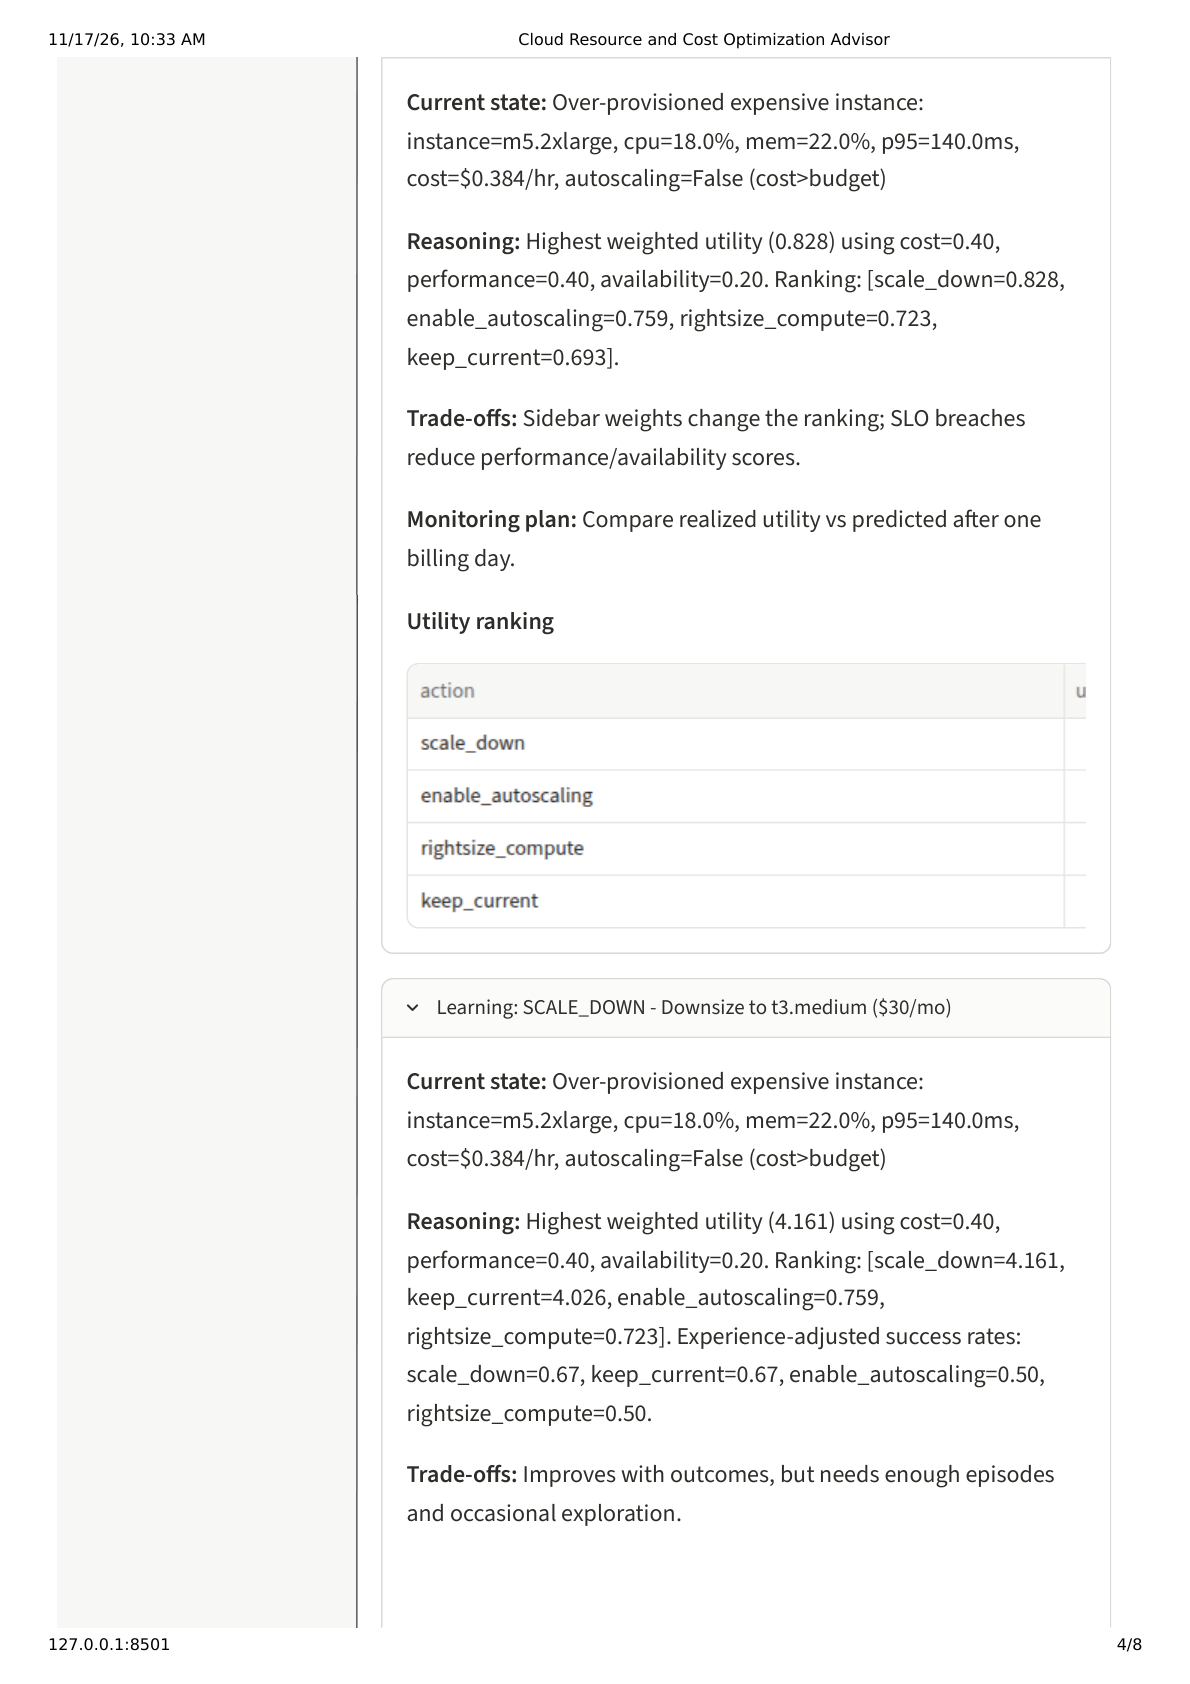 11/17/26, 10:33 AM
Cloud Resource and Cost Optimization Advisor
Current state: Over-provisioned expensive instance:
instance=m5.2xlarge, cpu=18.0%, mem=22.0%, p95=140.0ms,
cost=$0.384/hr, autoscaling=False (cost>budget)
Reasoning: Highest weighted utility (0.828) using cost=0.40,
performance=0.40, availability=0.20. Ranking: [scale_down=0.828,
enable_autoscaling=0.759, rightsize_compute=0.723,
keep_current=0.693].
Trade-offs: Sidebar weights change the ranking; SLO breaches
reduce performance/availability scores.
Monitoring plan: Compare realized utility vs predicted after one
billing day.
Utility ranking
action u
scale_down
enable_autoscaling
rightsize_compute
keep_current
Learning: SCALE_DOWN - Downsize to t3.medium ($30/mo)
Current state: Over-provisioned expensive instance:
instance=m5.2xlarge, cpu=18.0%, mem=22.0%, p95=140.0ms,
cost=$0.384/hr, autoscaling=False (cost>budget)
Reasoning: Highest weighted utility (4.161) using cost=0.40,
performance=0.40, availability=0.20. Ranking: [scale_down=4.161,
keep_current=4.026, enable_autoscaling=0.759,
rightsize_compute=0.723]. Experience-adjusted success rates:
scale_down=0.67, keep_current=0.67, enable_autoscaling=0.50,
rightsize_compute=0.50.
Trade-offs: Improves with outcomes, but needs enough episodes
and occasional exploration.
127.0.0.1:8501
4/8